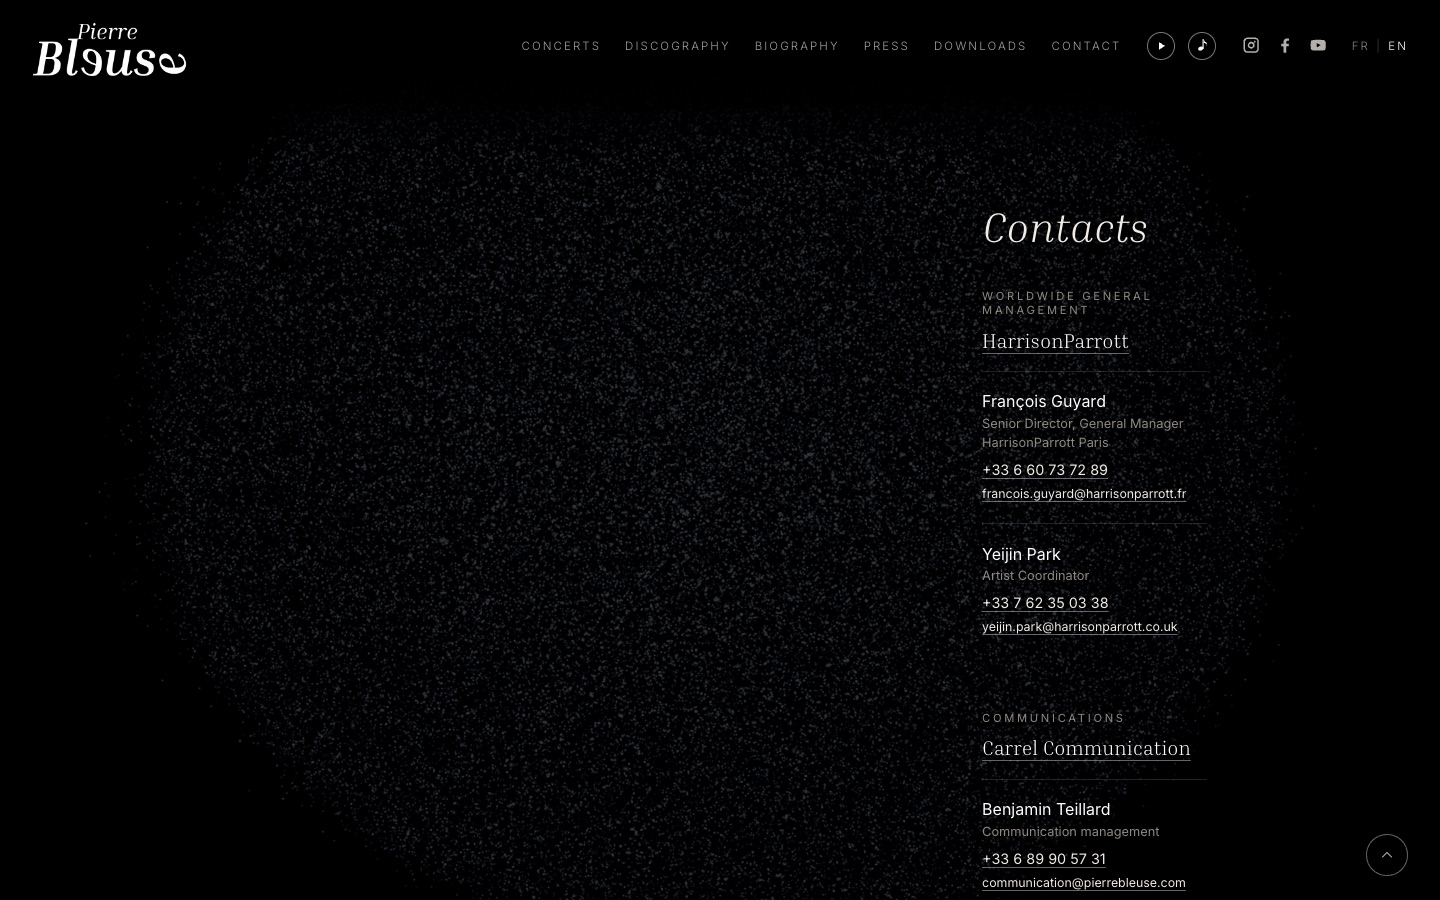 Pierre
Bleuse
CONCERTS DISCOGRAPHY BIOGRAPHY PRESS DOWNLOADS CONTACT FR | EN
Contacts
WORLDWIDE GENERAL
MANAGEMENT
HarrisonParrott
François Guyard
Senior Director, General Manager
HarrisonParrott Paris
+33 6 60 73 72 89
francois.guyard@harrisonparrott.fr
Yeijin Park
Artist Coordinator
+33 7 62 35 03 38
yeijin.park@harrisonparrott.co.uk
COMMUNICATIONS
Carrel Communication
Benjamin Teillard
Communication management
+33 6 89 90 57 31
communication@pierrebleuse.com